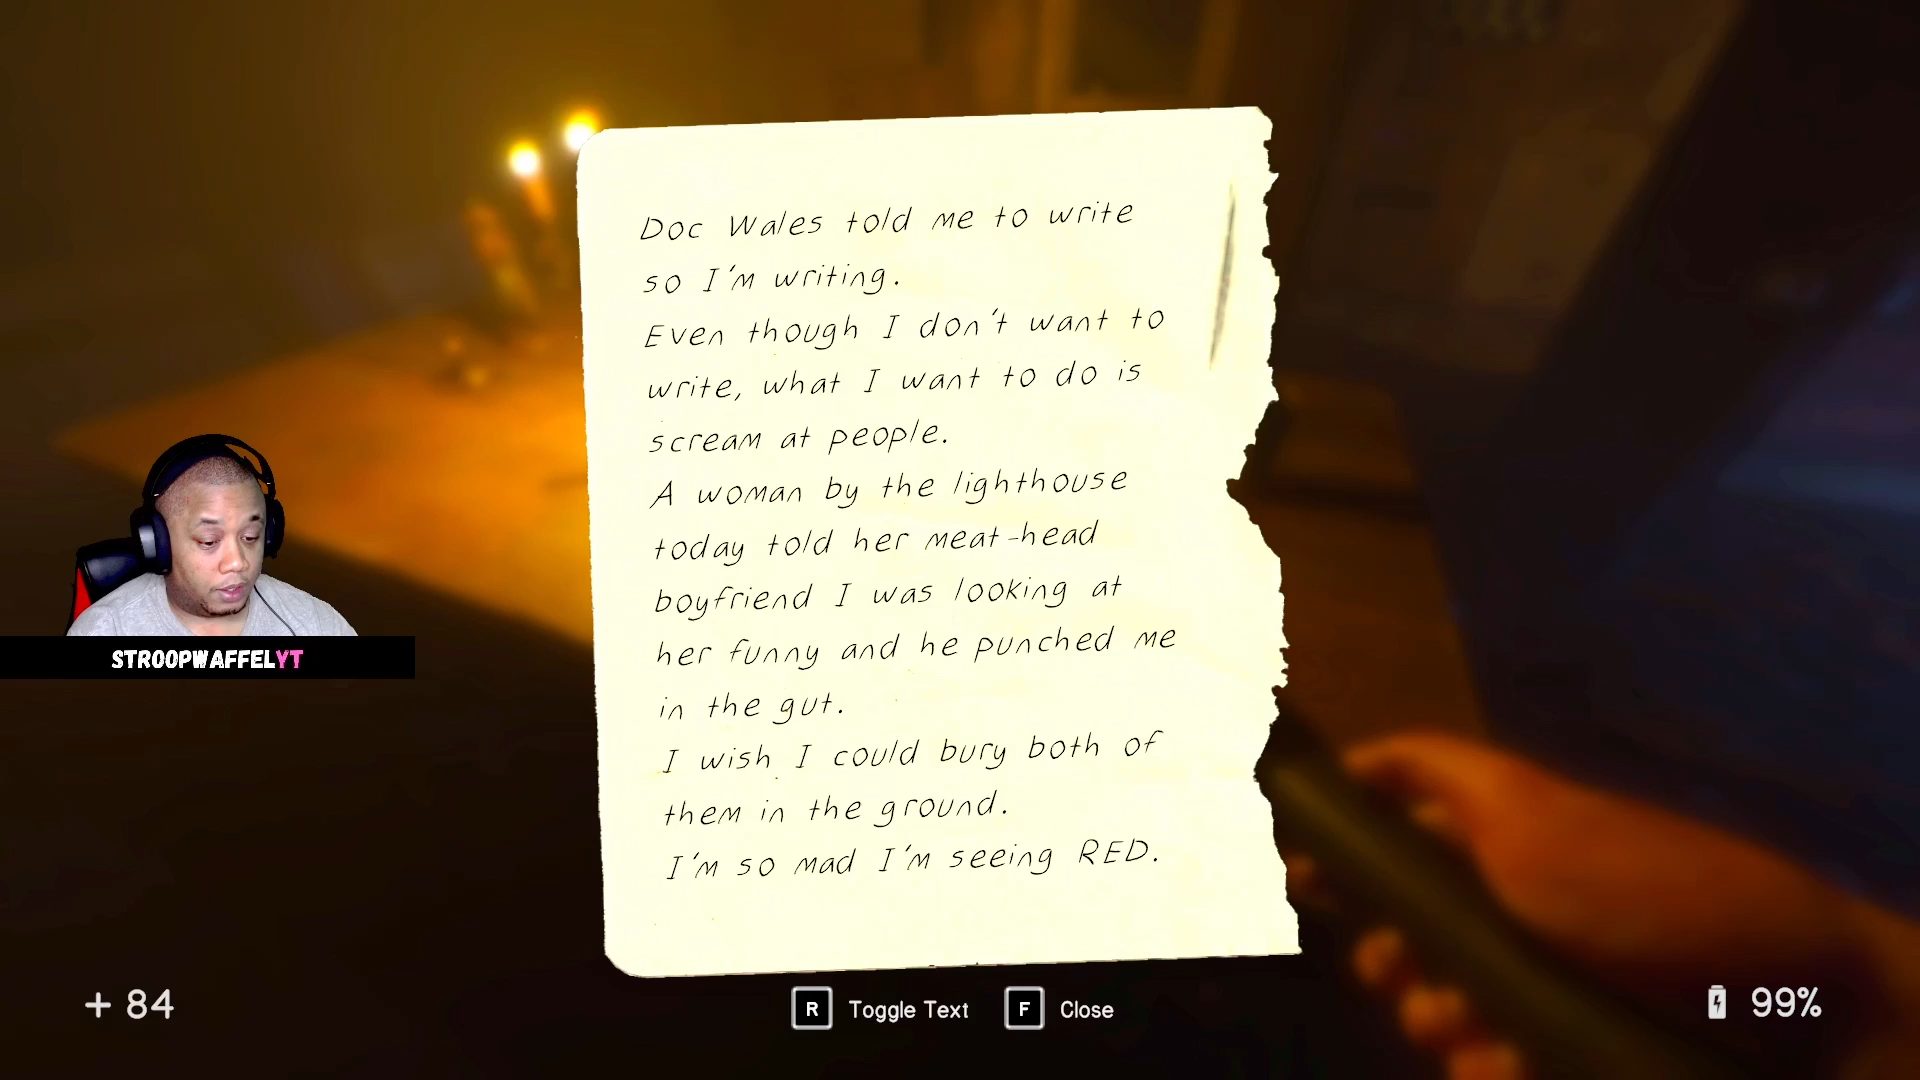 Doc Wales told me to write
so I'm writing.
Even though I don't want to
write, what I want to do is
scream at people.
A woman by the lighthouse
today told her meat-head
boyfriend I was looking at
her funny and he punched me
in the gut.
I wish I could bury both of
them in the ground.
I'm so mad I'm seeing RED.
STROOPWAFFELYT
+ 84
R Toggle Text F Close
99%